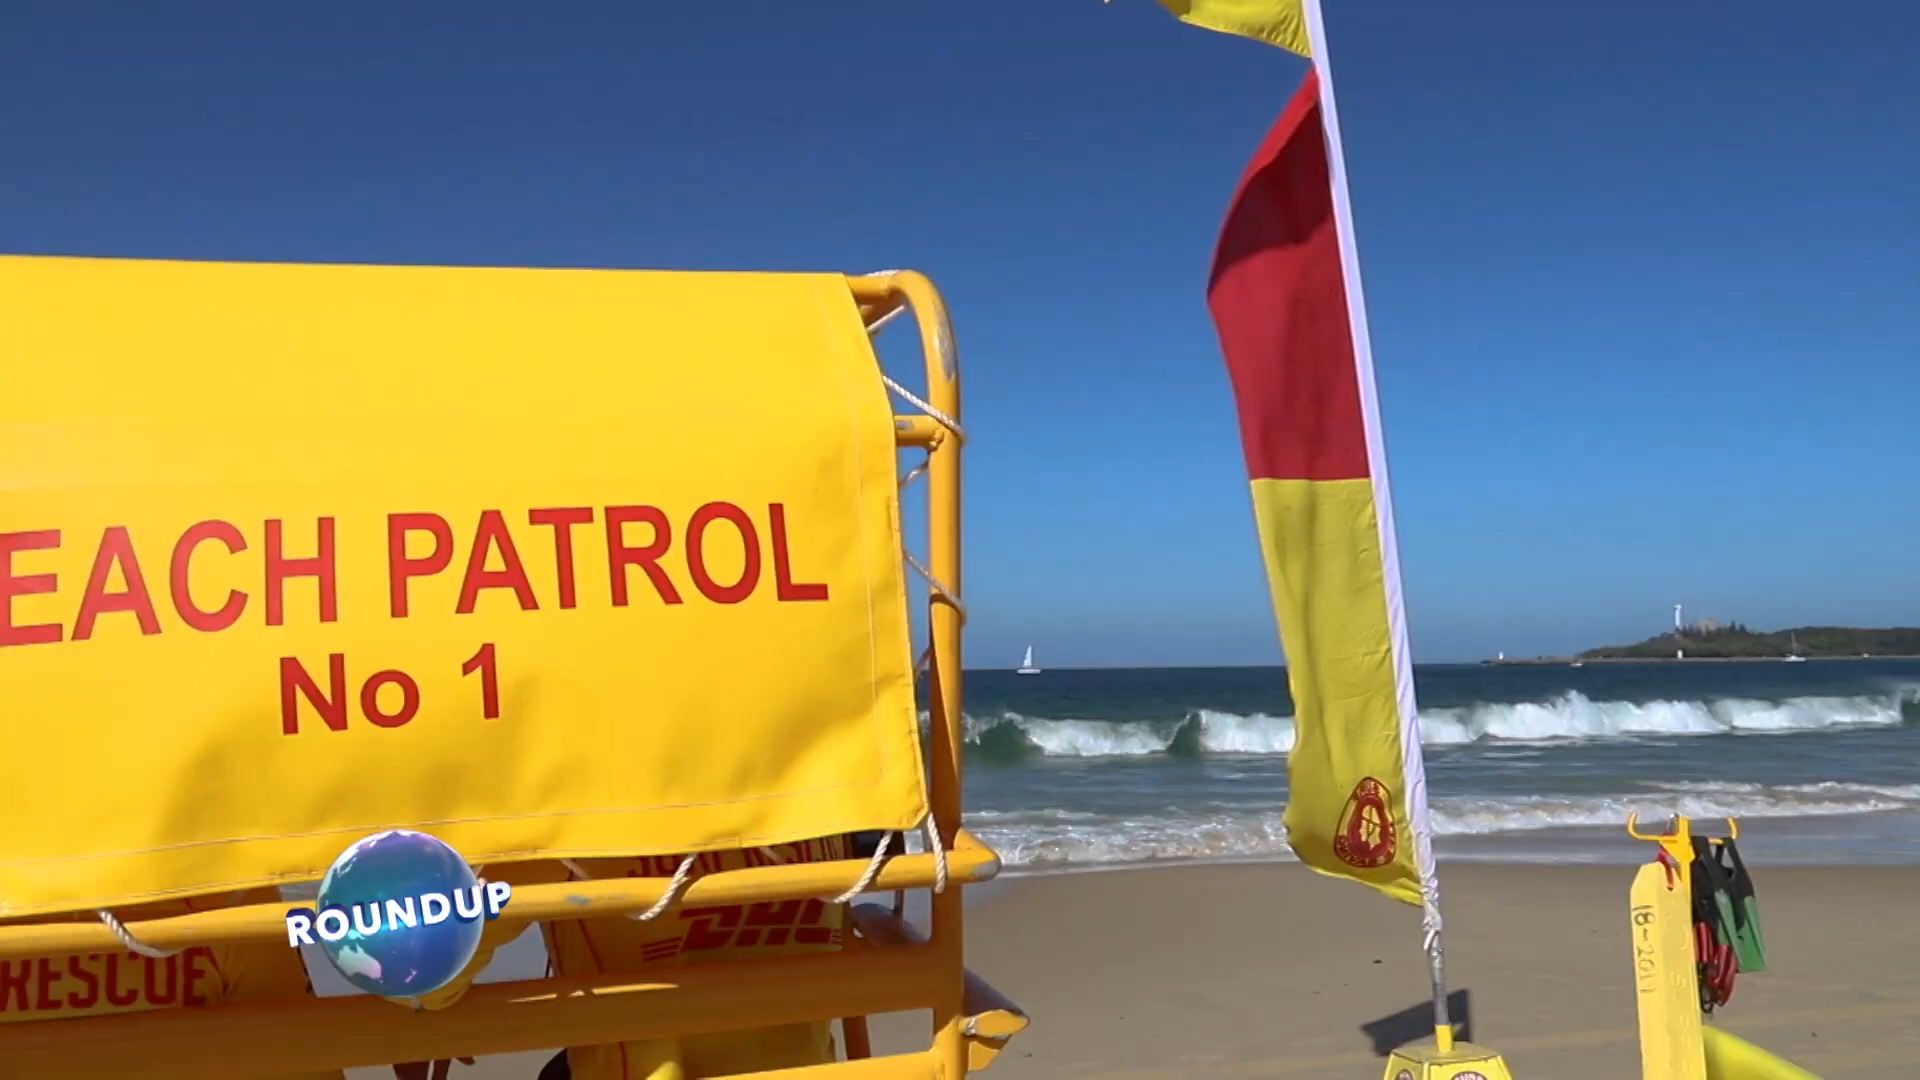 EACH PATROL
No 1
ROUNDUP
RESCUE
DHL
18-2011